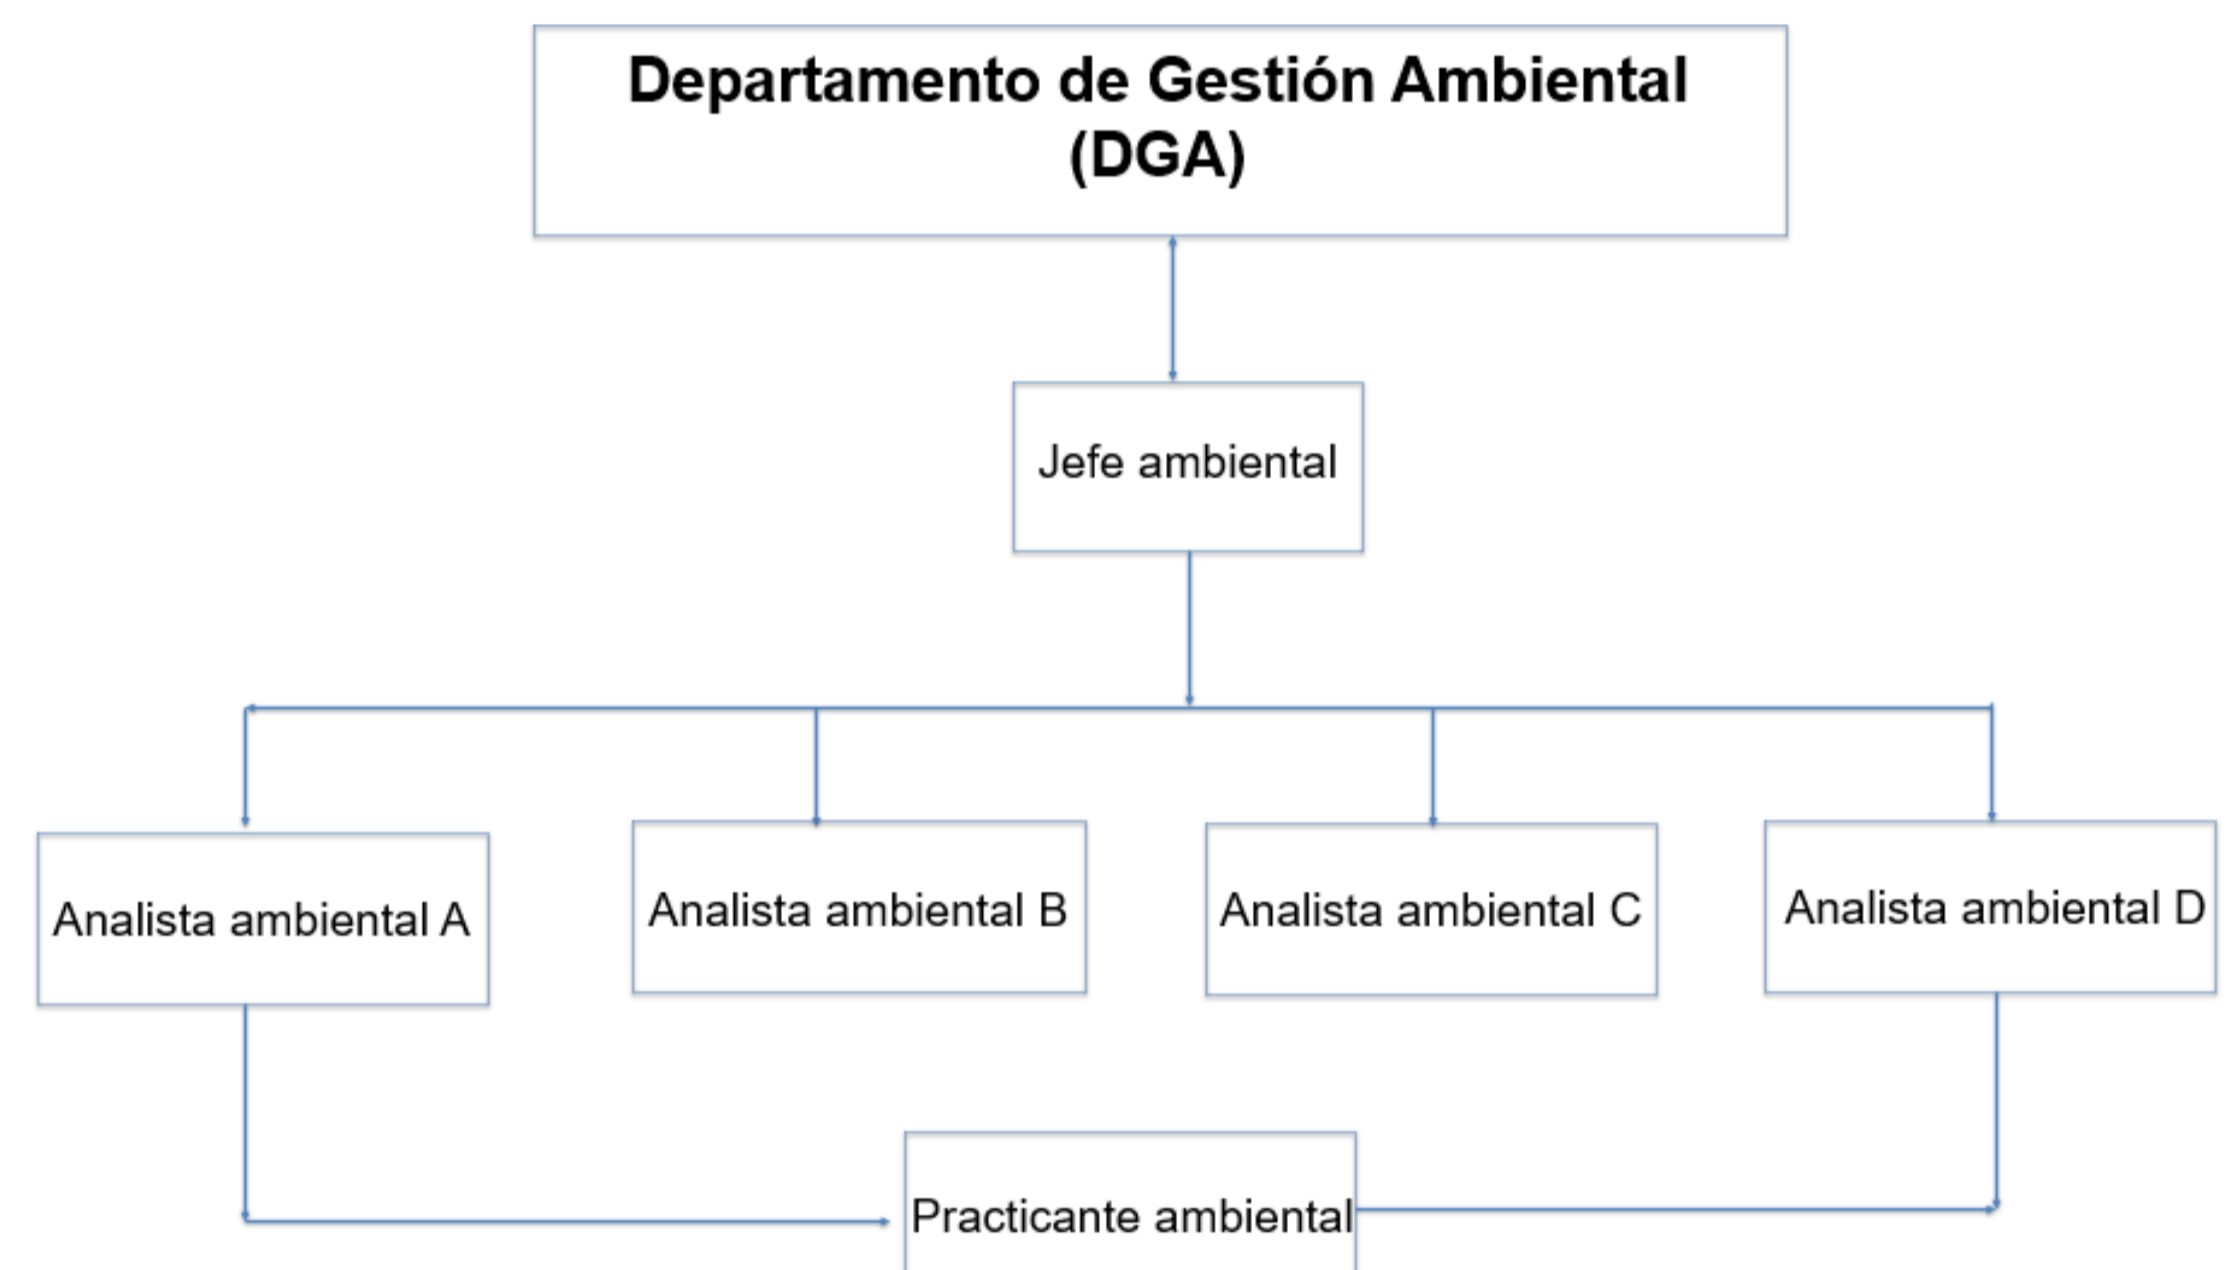 Departamento de Gestión Ambiental
(DGA)
Jefe ambiental
Analista ambiental A
Analista ambiental B
Analista ambiental C
Analista ambiental D
Practicante ambiental